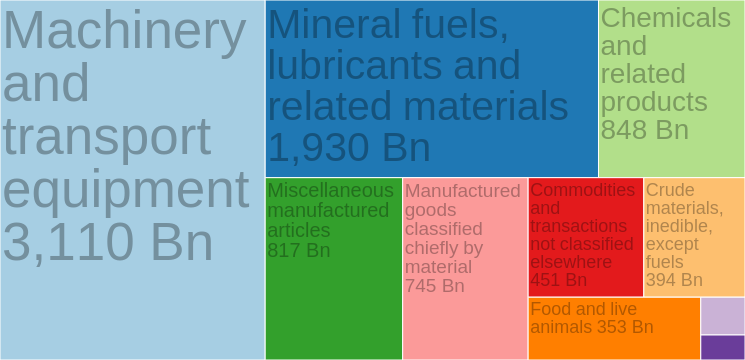 Machinery
and
transport
equipment
3,110 Bn
Mineral fuels,
lubricants and
related materials
1,930 Bn
Chemicals
and
related
products
848 Bn
Miscellaneous
manufactured
articles
817 Bn
Manufactured
goods
classified
chiefly by
material
745 Bn
Commodities
and
transactions
not classified
elsewhere
451 Bn
Crude
materials,
inedible,
except
fuels
394 Bn
Food and live
animals 353 Bn